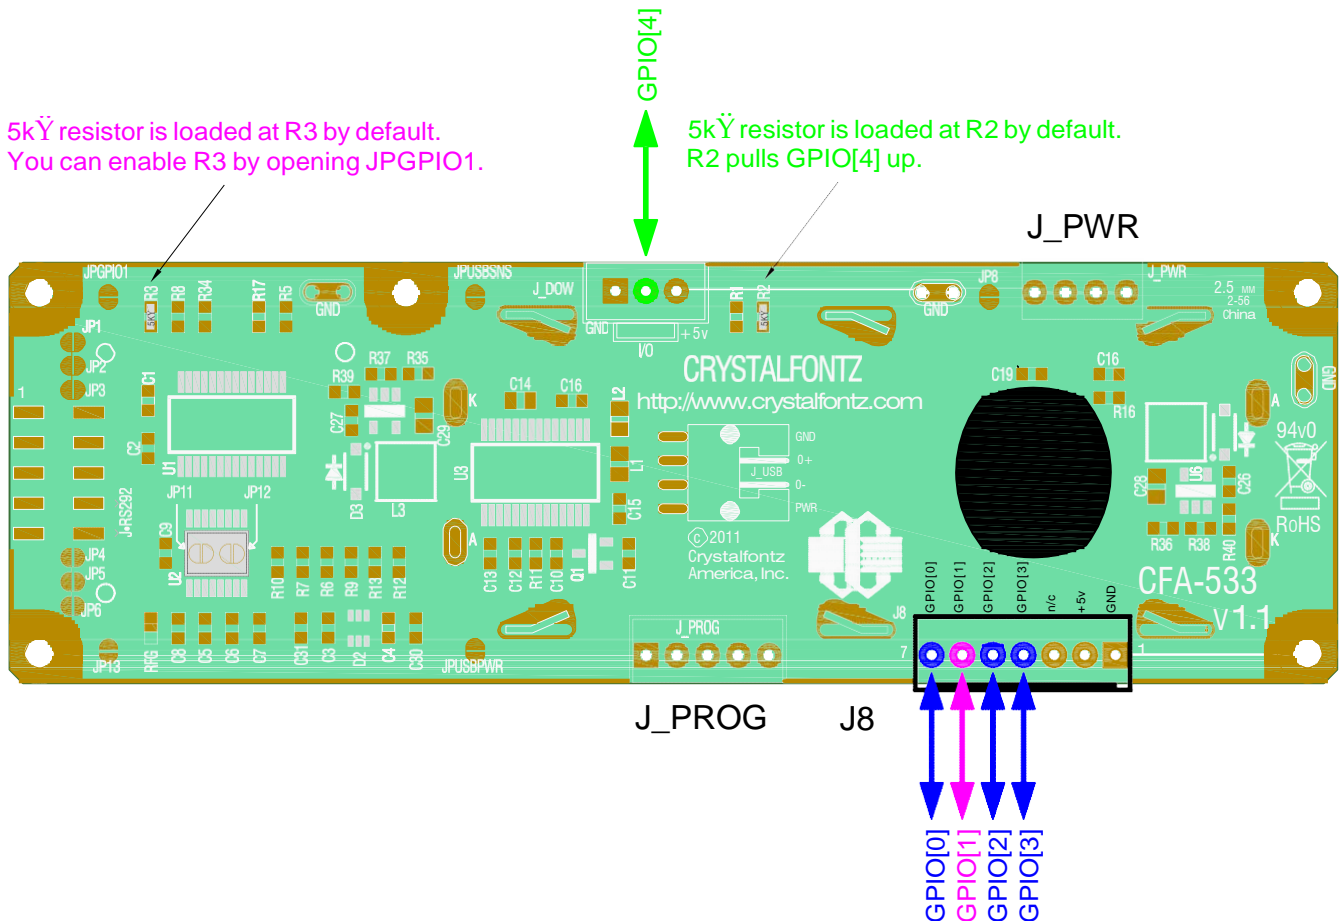 GPIO[4]
5kŸ resistor is loaded at R3 by default.
You can enable R3 by opening JPGPIO1.
5kŸ resistor is loaded at R2 by default.
R2 pulls GPIO[4] up.
J_PWR
JPGPIO1
R3
R8
R34
R17
R5
GND
JPUSBSNS
J_DOW
GND
I/O
+5v
R1
R2
GND
JP8
J_PWR
2.5 MM
2-56
China
5KŸ
5KŸ
JP1
JP2
JP3
1
C1
C2
U1
R37
R35
R39
C27
C29
K
C14
C16
L2
CRYSTALFONTZ
http://www.crystalfontz.com
C19
C16
R16
A
GND
94v0
JP11
JP12
D3
L3
U3
L1
C15
GND
0+
J_USB
0-
PWR
C28
U6
C26
RoHS
J•RS292
C9
U2
A
© 2011
Crystalfontz
America, Inc.
R36
R38
R40
K
JP4
JP5
JP6
R10
R7
R6
R9
R13
R12
C13
C12
R11
C10
Q1
C11
GPIO[0]
GPIO[1]
GPIO[2]
GPIO[3]
n/c
+5v
GND
CFA-533
v1.1
JP13
RFG
C8
C5
C6
C7
C31
C3
D2
C4
C30
JPUSBPWR
J_PROG
J8
7
1
J_PROG
J8
GPIO[0]
GPIO[1]
GPIO[2]
GPIO[3]